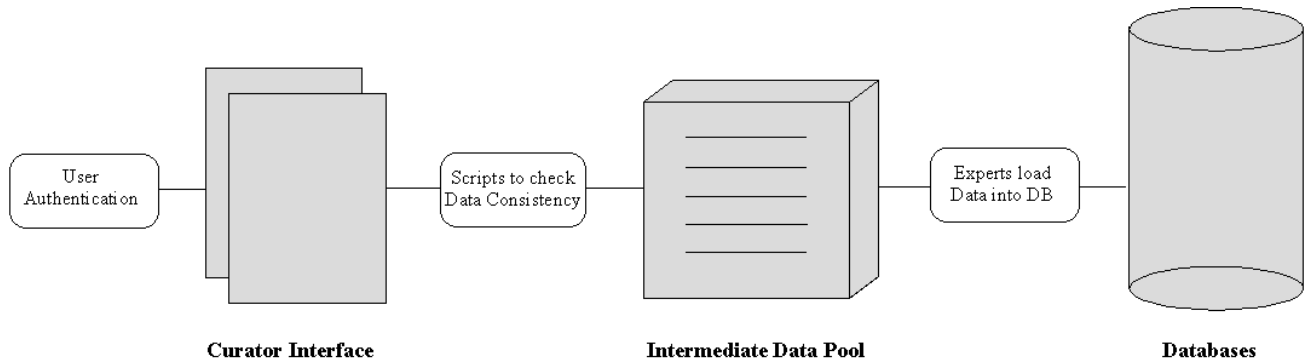 User
Authentication
Scripts to check
Data Consistency
Experts load
Data into DB
Curator Interface
Intermediate Data Pool
Databases